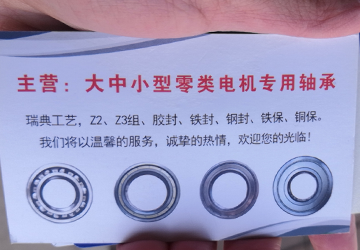 主营：大中小型零类电机专用轴承
瑞典工艺，Z2、Z3组、胶封、铁封、钢封、铁保、铜保。
我们将以温馨的服务，诚挚的热情，欢迎您的光临！